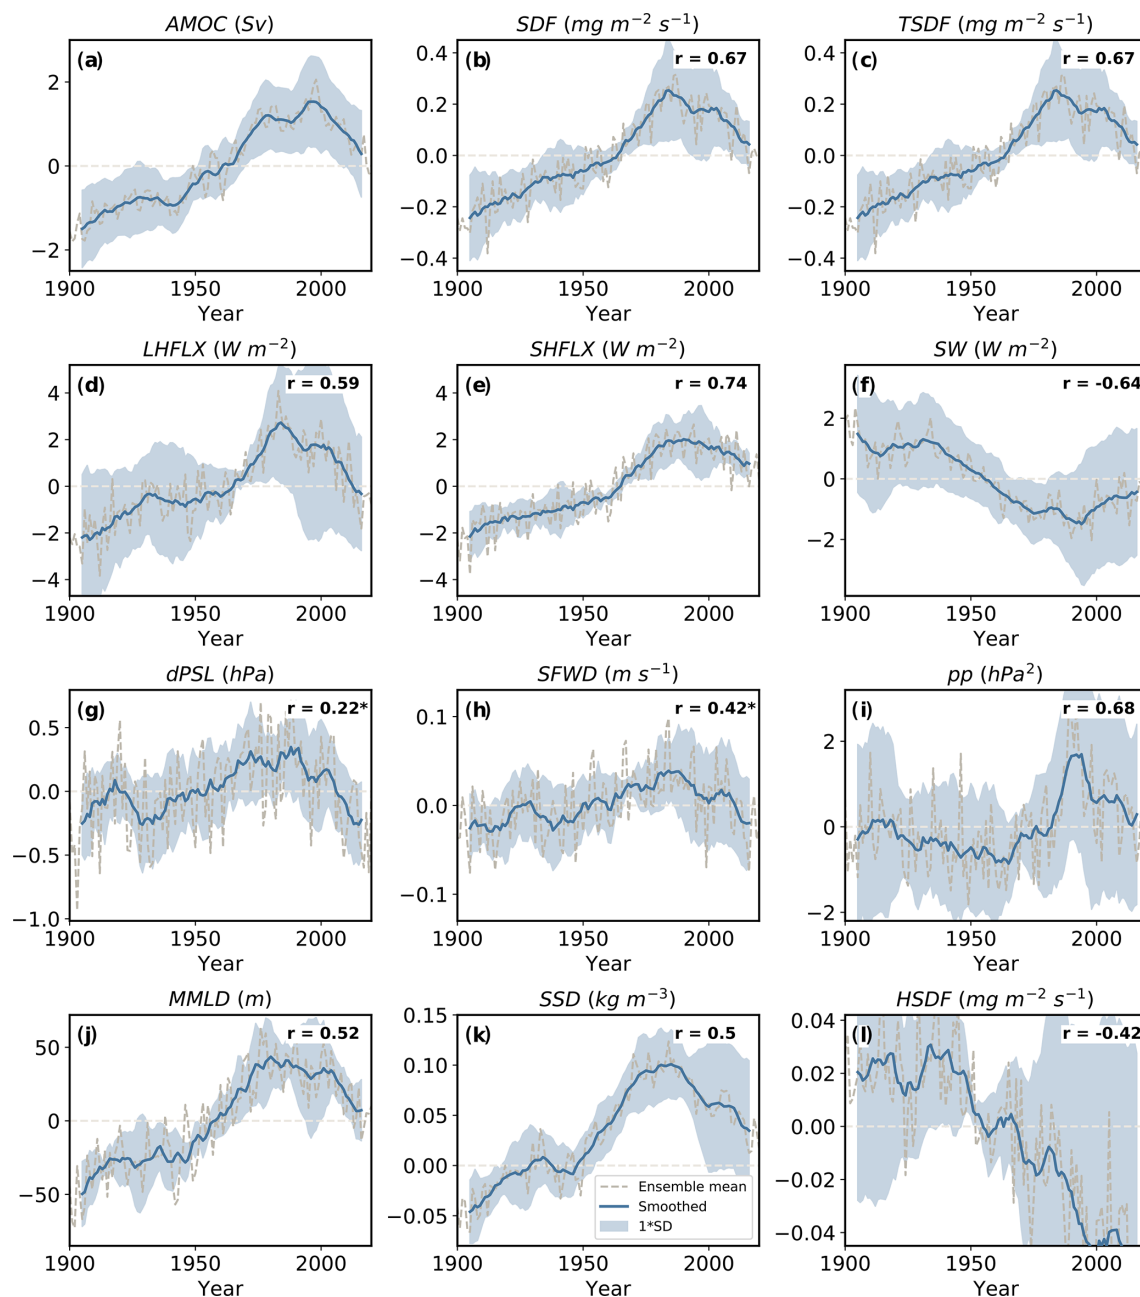 AMOC (Sv)
SDF (mg m⁻² s⁻¹)
TSDF (mg m⁻² s⁻¹)
(a)
2
0
−2
1900
1950
2000
Year
(b)
r = 0.67
0.4
0.2
0.0
−0.2
−0.4
1900
1950
2000
Year
(c)
r = 0.67
0.4
0.2
0.0
−0.2
−0.4
1900
1950
2000
Year
LHFLX (W m⁻²)
SHFLX (W m⁻²)
SW (W m⁻²)
(d)
r = 0.59
4
2
0
−2
−4
1900
1950
2000
Year
(e)
r = 0.74
4
2
0
−2
−4
1900
1950
2000
Year
(f)
r = -0.64
2
0
−2
1900
1950
2000
Year
dPSL (hPa)
SFWD (m s⁻¹)
pp (hPa²)
(g)
r = 0.22*
0.5
0.0
−0.5
−1.0
1900
1950
2000
Year
(h)
r = 0.42*
0.1
0.0
−0.1
1900
1950
2000
Year
(i)
r = 0.68
2
0
−2
1900
1950
2000
Year
MMLD (m)
SSD (kg m⁻³)
HSDF (mg m⁻² s⁻¹)
(j)
r = 0.52
50
0
−50
1900
1950
2000
Year
(k)
r = 0.5
0.15
0.10
0.05
0.00
−0.05
Ensemble mean
Smoothed
1*SD
1900
1950
2000
Year
(l)
r = -0.42
0.04
0.02
0.00
−0.02
−0.04
1900
1950
2000
Year